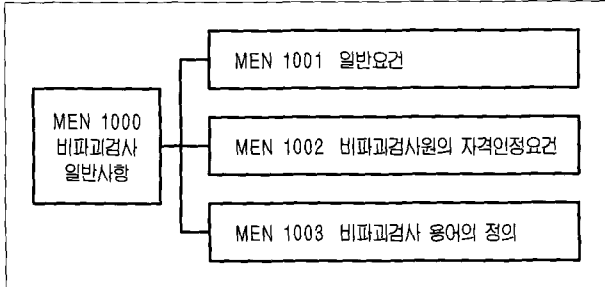 MEN 1001 일반요건
MEN 1000
비파괴검사
일반사항
MEN 1002 비파괴검사원의 자격인정요건
MEN 1003 비파괴검사 용어의 정의